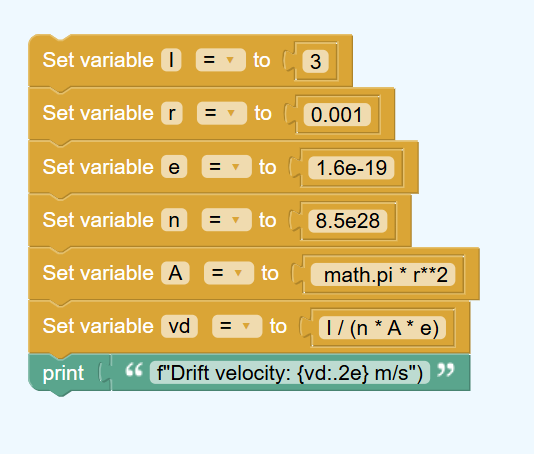 Set variable I = to 3
Set variable r = to 0.001
Set variable e = to 1.6e-19
Set variable n = to 8.5e28
Set variable A = to math.pi * r**2
Set variable vd = to I / (n * A * e)
print “ f"Drift velocity: {vd:.2e} m/s") ”